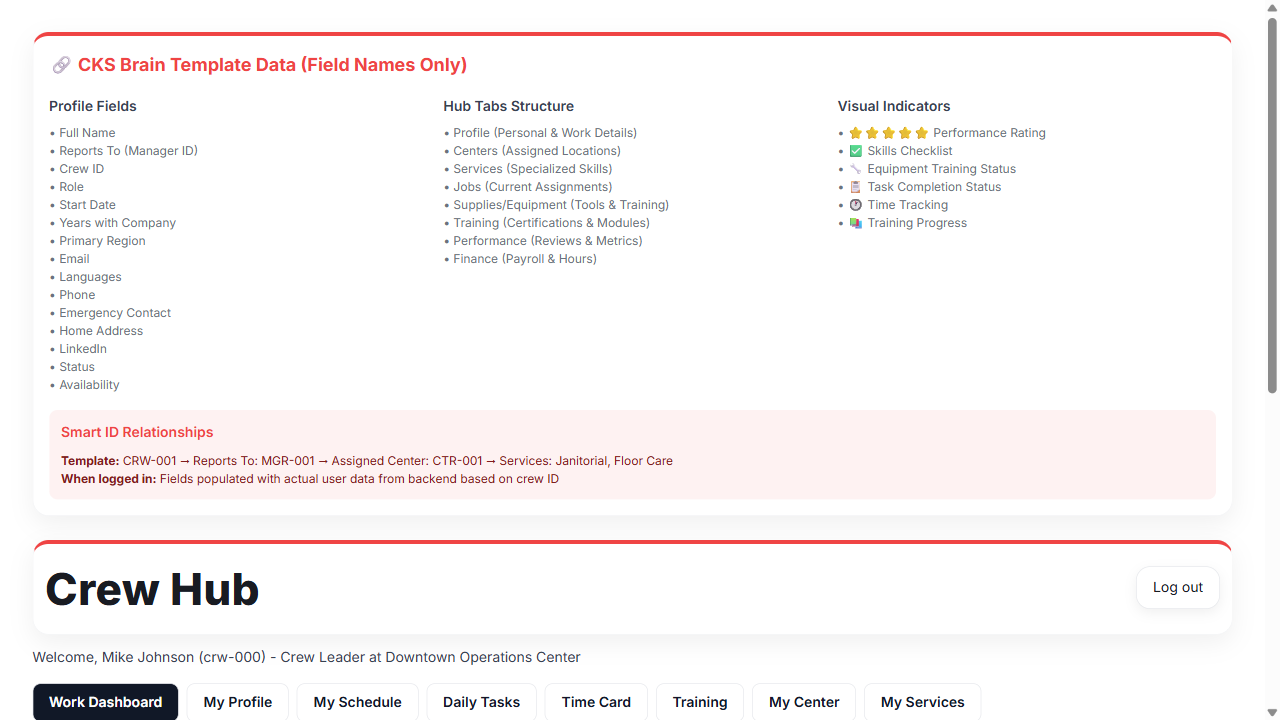 🔗 CKS Brain Template Data (Field Names Only)
Profile Fields
• Full Name
• Reports To (Manager ID)
• Crew ID
• Role
• Start Date
• Years with Company
• Primary Region
• Email
• Languages
• Phone
• Emergency Contact
• Home Address
• LinkedIn
• Status
• Availability
Hub Tabs Structure
• Profile (Personal & Work Details)
• Centers (Assigned Locations)
• Services (Specialized Skills)
• Jobs (Current Assignments)
• Supplies/Equipment (Tools & Training)
• Training (Certifications & Modules)
• Performance (Reviews & Metrics)
• Finance (Payroll & Hours)
Visual Indicators
• ⭐⭐⭐⭐⭐ Performance Rating
• ✅ Skills Checklist
• 🔧 Equipment Training Status
• 📋 Task Completion Status
• ⏱️ Time Tracking
• 📚 Training Progress
Smart ID Relationships
Template: CRW-001 → Reports To: MGR-001 → Assigned Center: CTR-001 → Services: Janitorial, Floor Care
When logged in: Fields populated with actual user data from backend based on crew ID
Crew Hub
Log out
Welcome, Mike Johnson (crw-000) - Crew Leader at Downtown Operations Center
Work Dashboard
My Profile
My Schedule
Daily Tasks
Time Card
Training
My Center
My Services